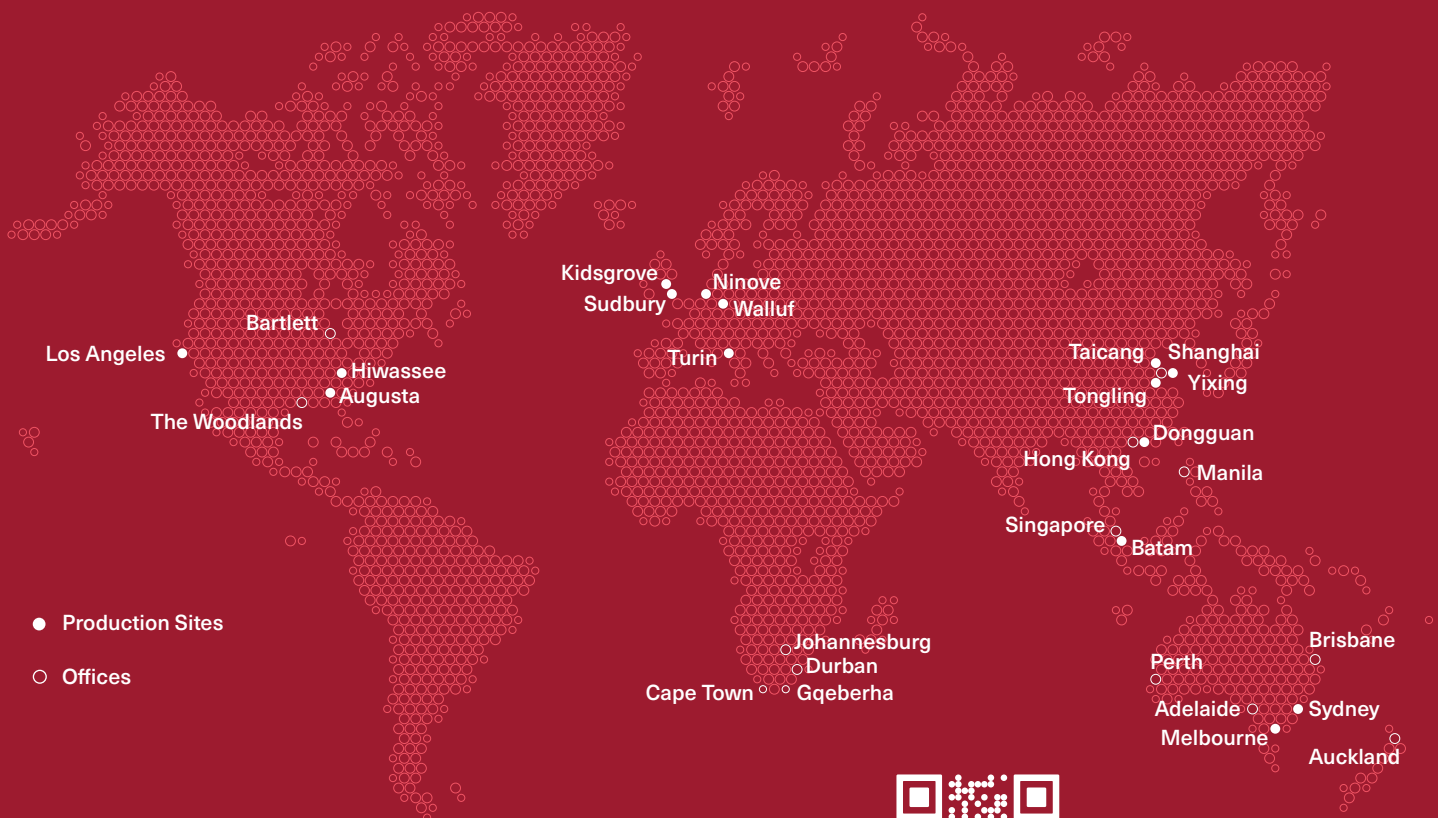 Kidsgrove
Ninove
Sudbury
Walluf
Bartlett
Los Angeles
Turin
Taicang
Shanghai
Hiwassee
Yixing
Augusta
Tongling
The Woodlands
Dongguan
Hong Kong
Manila
Singapore
Batam
Production Sites
Johannesburg
Brisbane
Durban
Perth
Offices
Cape Town
Gqeberha
Adelaide
Sydney
Melbourne
Auckland